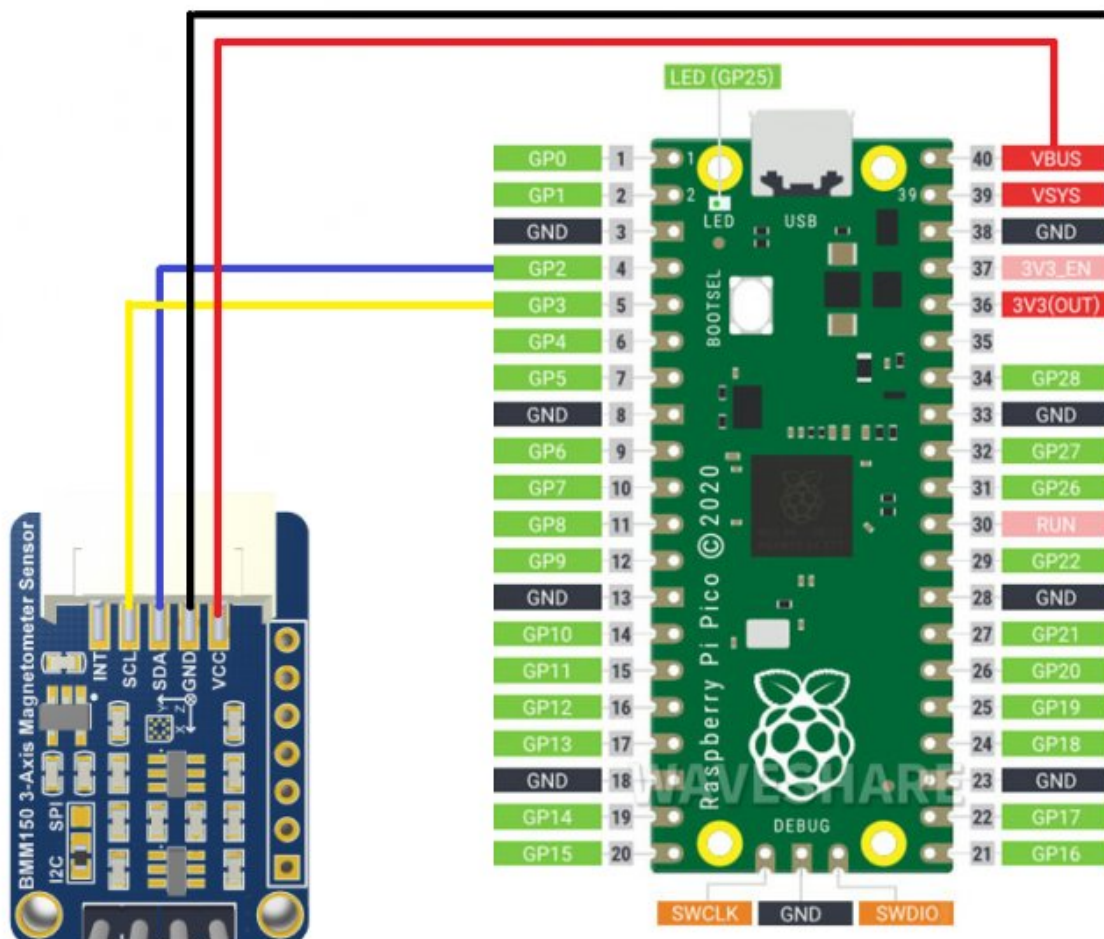 LED (GP25)
GP0 1
GP1 2
GND 3
GP2 4
GP3 5
GP4 6
GP5 7
GND 8
GP6 9
GP7 10
GP8 11
GP9 12
GND 13
GP10 14
GP11 15
GP12 16
GP13 17
GND 18
GP14 19
GP15 20
1
2
LED
USB
39
BOOTSEL
Raspberry Pi Pico © 2020
WAVESHARE
DEBUG
40 VBUS
39 VSYS
38 GND
37 3V3_EN
36 3V3(OUT)
35
34 GP28
33 GND
32 GP27
31 GP26
30 RUN
29 GP22
28 GND
27 GP21
26 GP20
25 GP19
24 GP18
23 GND
22 GP17
21 GP16
SWCLK GND SWDIO
BMM150 3-Axis Magnetometer Sensor
INT
SCL
SDA
GND
VCC
Y
Z
X
SPI
I2C